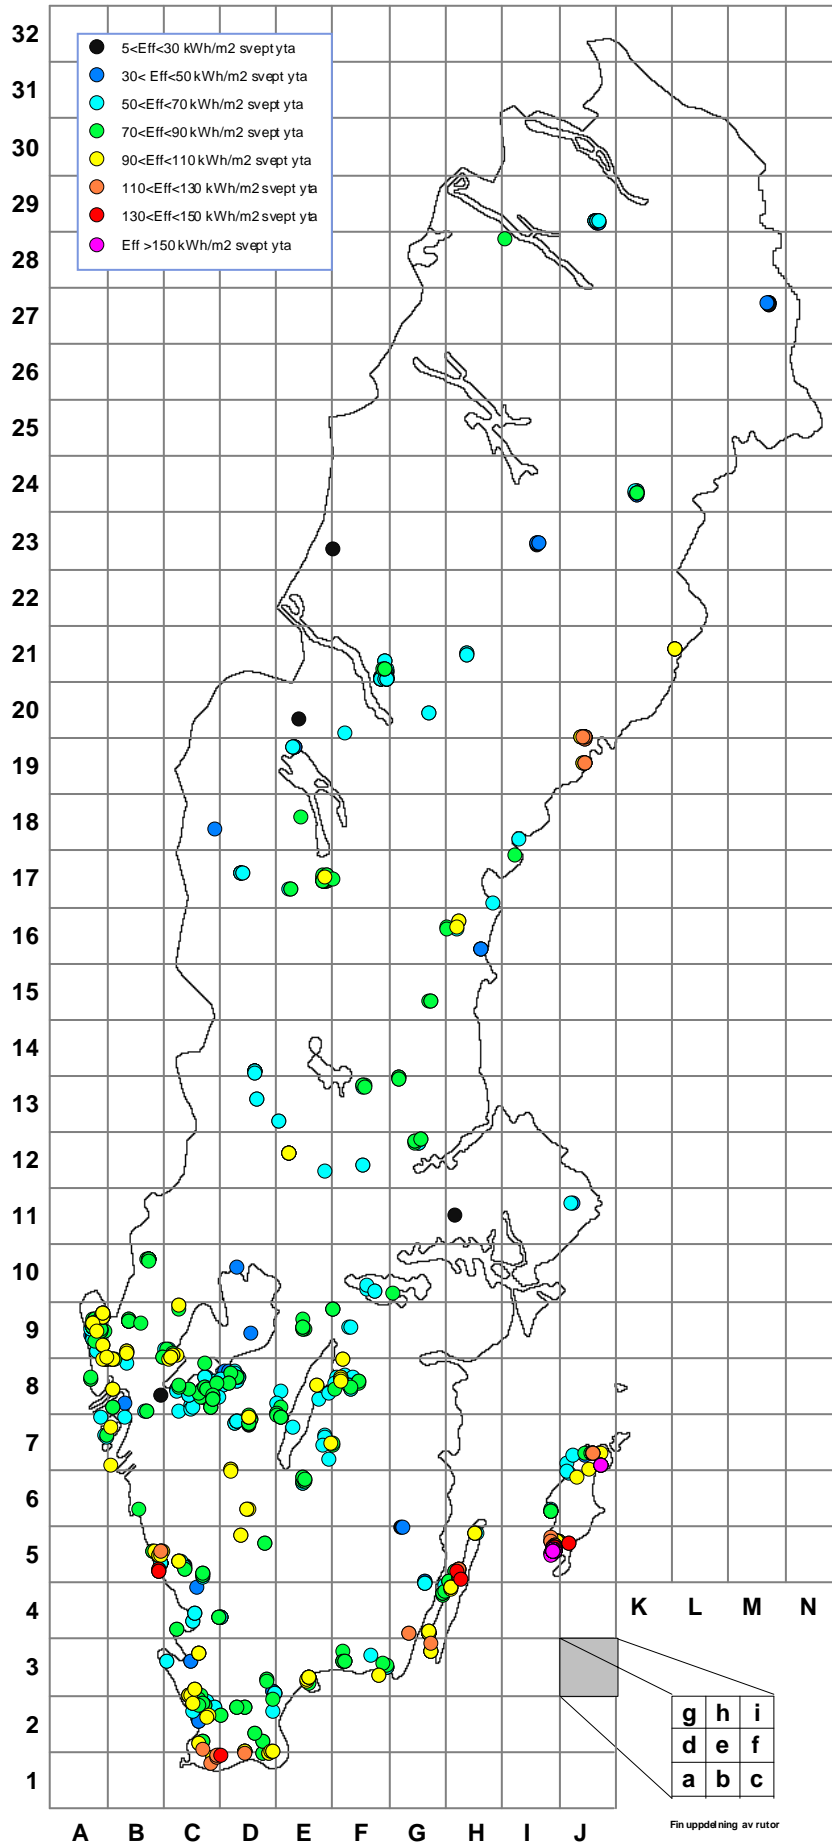 32
5<Eff<30 kWh/m2 svept yta
30< Eff<50 kWh/m2 svept yta
50<Eff<70 kWh/m2 svept yta
70<Eff<90 kWh/m2 svept yta
90<Eff<110 kWh/m2 svept yta
110<Eff<130 kWh/m2 svept yta
130<Eff<150 kWh/m2 svept yta
Eff >150 kWh/m2 svept yta
31
30
29
28
27
26
25
24
23
22
21
20
19
18
17
16
15
14
13
12
11
10
9
8
7
6
5
4
K L M N
3
2
g h i
d e f
a b c
1
Fin uppdelning av rutor
A B C D E F G H I J